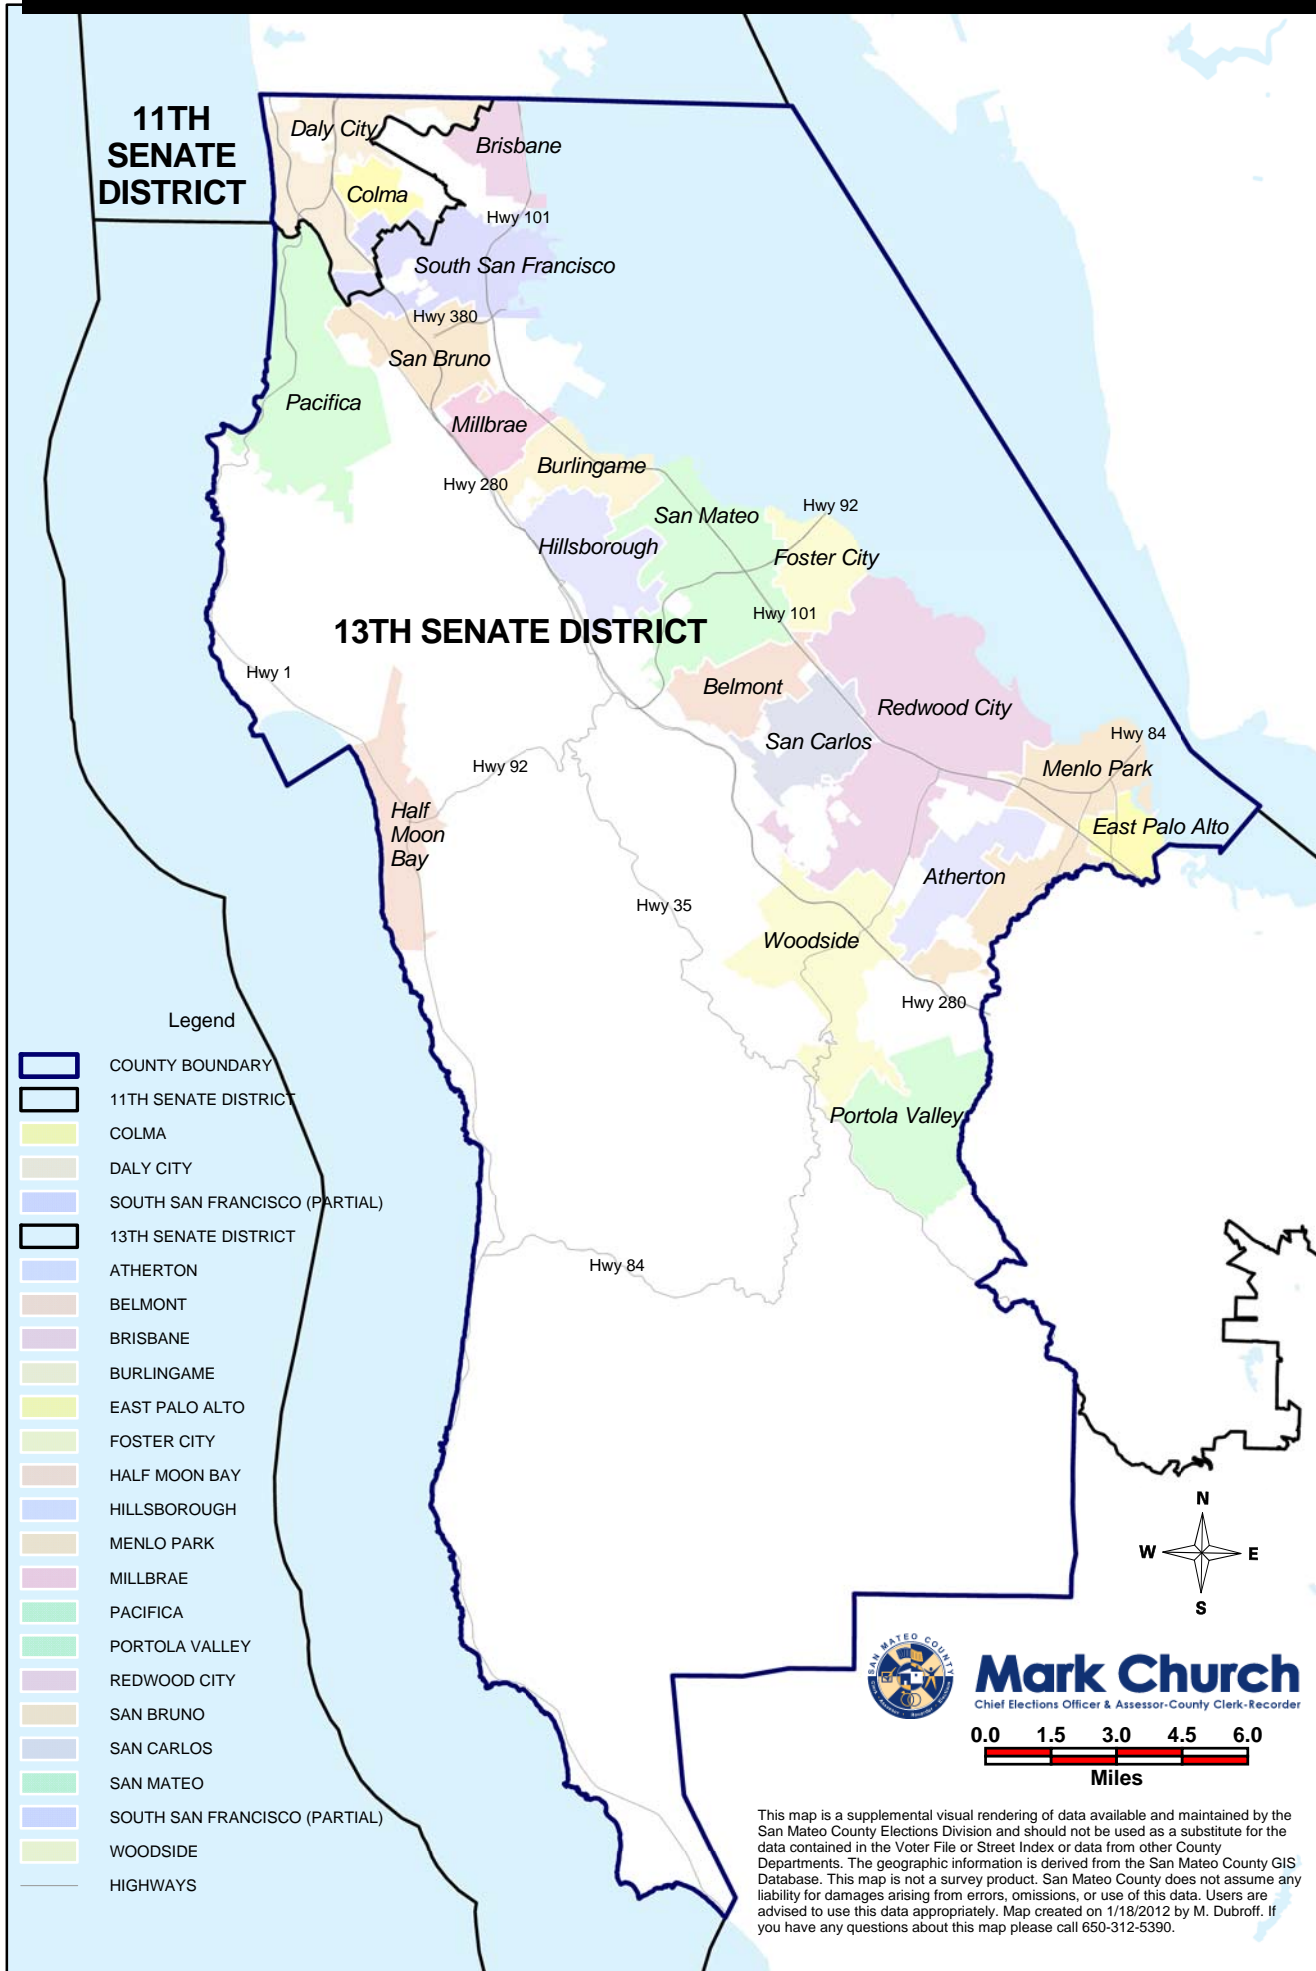 11TH
SENATE
DISTRICT
Daly City
Brisbane
Colma
Hwy 101
South San Francisco
Hwy 380
San Bruno
Pacifica
Millbrae
Burlingame
Hwy 280
San Mateo
Hwy 92
Hillsborough
Foster City
Hwy 101
13TH SENATE DISTRICT
Hwy 1
Belmont
Redwood City
San Carlos
Hwy 84
Hwy 92
Menlo Park
Half
Moon
Bay
East Palo Alto
Atherton
Hwy 35
Woodside
Hwy 280
Portola Valley
Hwy 84
Legend
COUNTY BOUNDARY
11TH SENATE DISTRICT
COLMA
DALY CITY
SOUTH SAN FRANCISCO (PARTIAL)
13TH SENATE DISTRICT
ATHERTON
BELMONT
BRISBANE
BURLINGAME
EAST PALO ALTO
FOSTER CITY
HALF MOON BAY
HILLSBOROUGH
MENLO PARK
MILLBRAE
PACIFICA
PORTOLA VALLEY
REDWOOD CITY
SAN BRUNO
SAN CARLOS
SAN MATEO
SOUTH SAN FRANCISCO (PARTIAL)
WOODSIDE
HIGHWAYS
N
W E
S
SAN MATEO COUNTY
Mark Church
Chief Elections Officer & Assessor-County Clerk-Recorder
0.0 1.5 3.0 4.5 6.0
Miles
This map is a supplemental visual rendering of data available and maintained by the
San Mateo County Elections Division and should not be used as a substitute for the
data contained in the Voter File or Street Index or data from other County
Departments. The geographic information is derived from the San Mateo County GIS
Database. This map is not a survey product. San Mateo County does not assume any
liability for damages arising from errors, omissions, or use of this data. Users are
advised to use this data appropriately. Map created on 1/18/2012 by M. Dubroff. If
you have any questions about this map please call 650-312-5390.